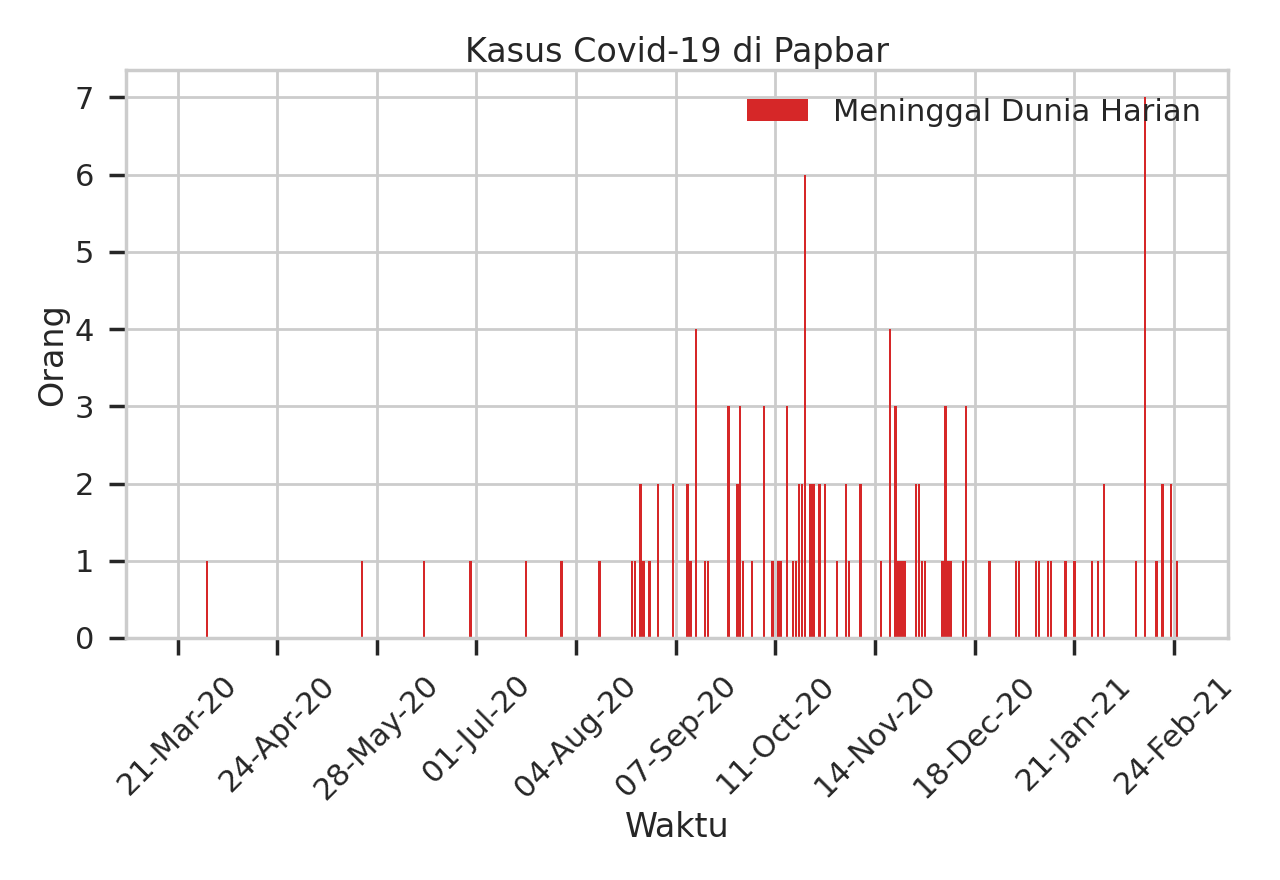 Kasus Covid-19 di Papbar
Meninggal Dunia Harian
Orang
7
6
5
4
3
2
1
0
21-Mar-20
24-Apr-20
28-May-20
01-Jul-20
04-Aug-20
07-Sep-20
11-Oct-20
14-Nov-20
18-Dec-20
21-Jan-21
24-Feb-21
Waktu